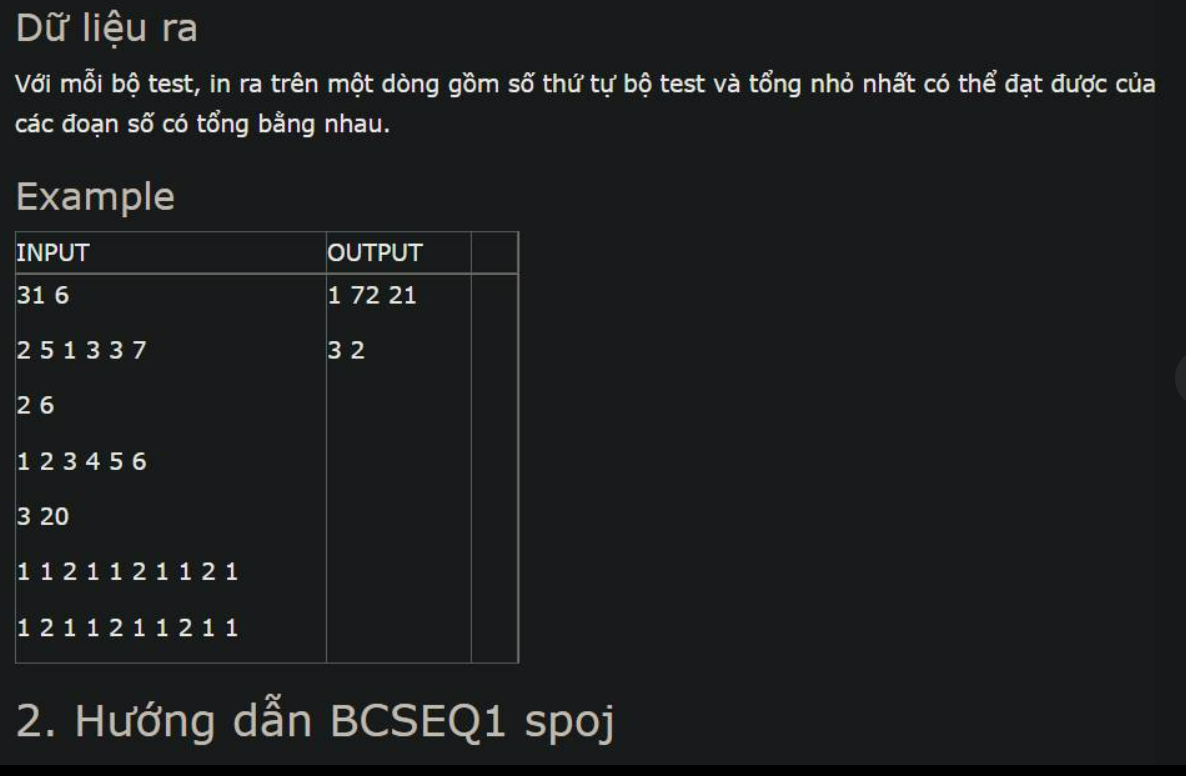 Dữ liệu ra
Với mỗi bộ test, in ra trên một dòng gồm số thứ tự bộ test và tổng nhỏ nhất có thể đạt được của
các đoạn số có tổng bằng nhau.
Example
INPUT OUTPUT
31 6 1 72 21
2 5 1 3 3 7 3 2
2 6
1 2 3 4 5 6
3 20
1 1 2 1 1 2 1 1 2 1
1 2 1 1 2 1 1 2 1 1
2. Hướng dẫn BCSEQ1 spoj